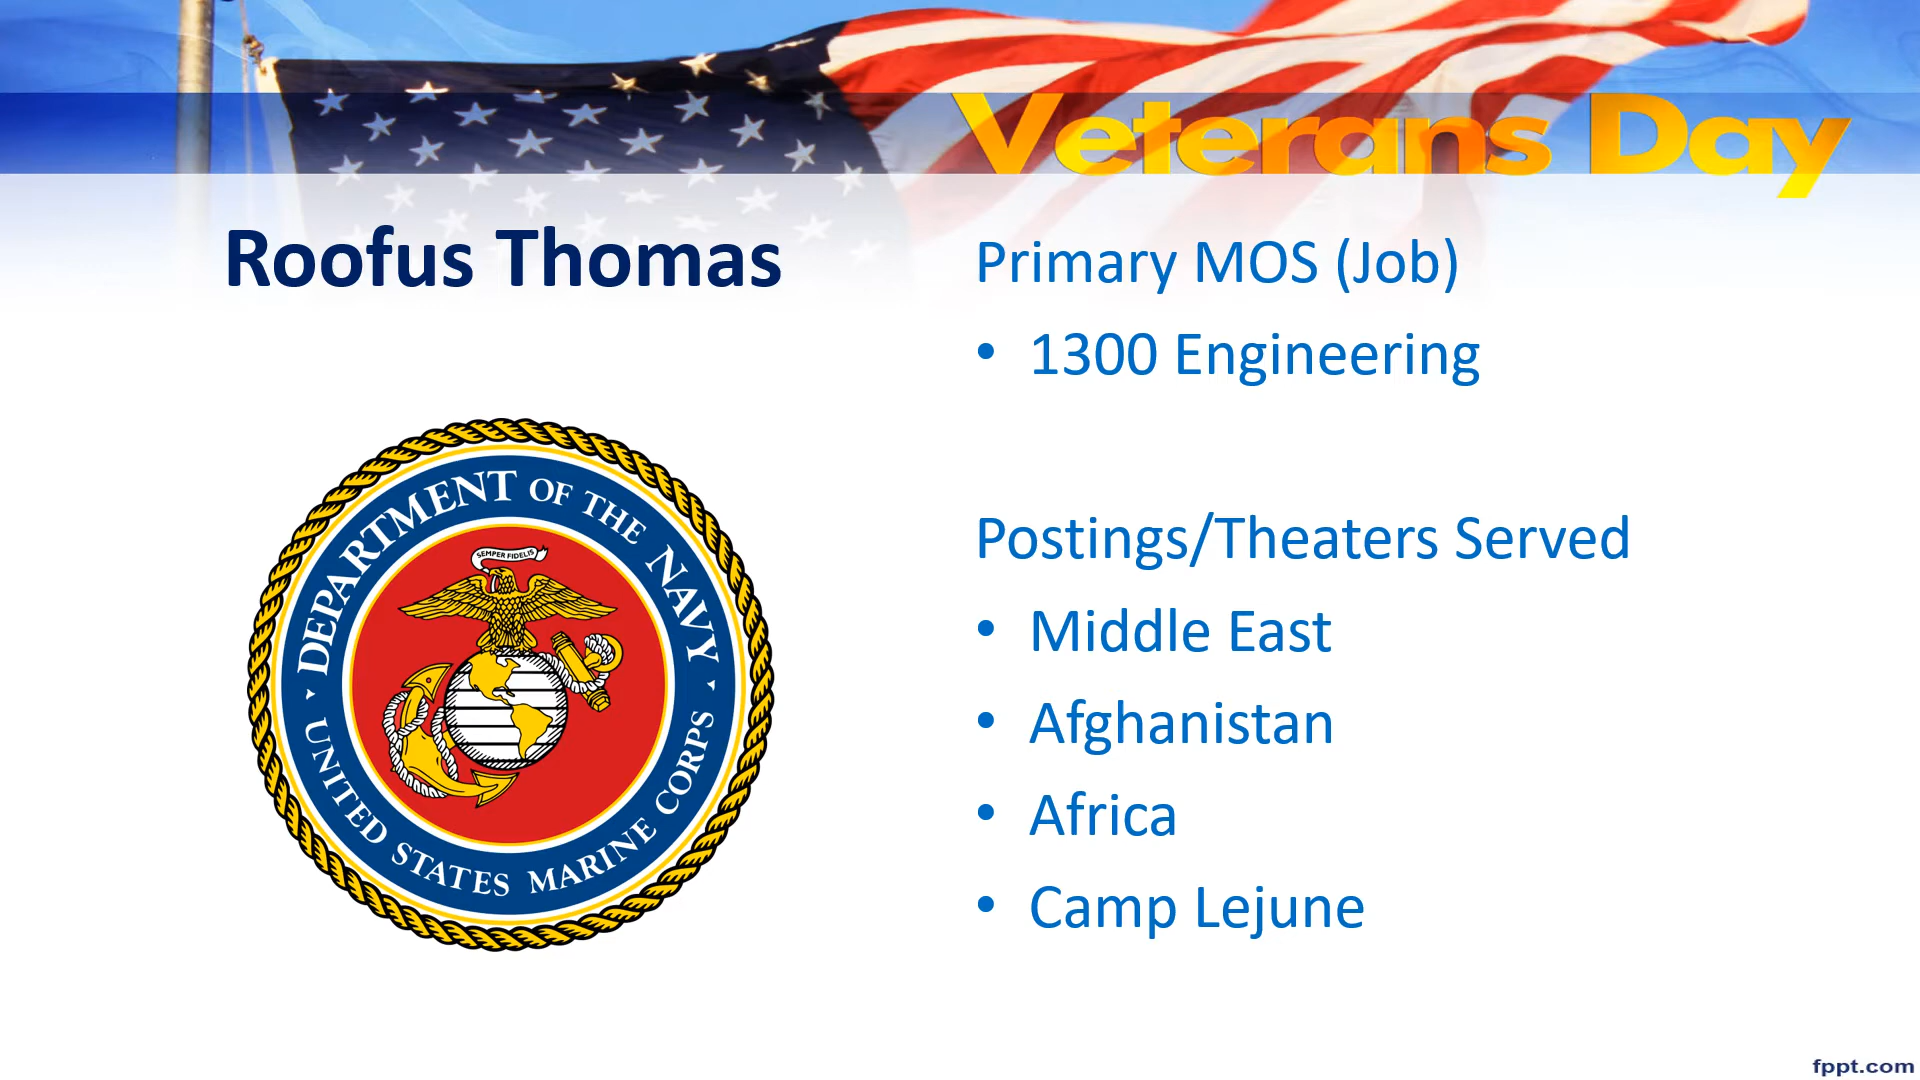 Veterans Day
Roofus Thomas
Primary MOS (Job)
• 1300 Engineering
Postings/Theaters Served
• Middle East
• Afghanistan
• Africa
• Camp Lejune
DEPARTMENT OF THE NAVY
SEMPER FIDELIS
UNITED STATES MARINE CORPS
fppt.com